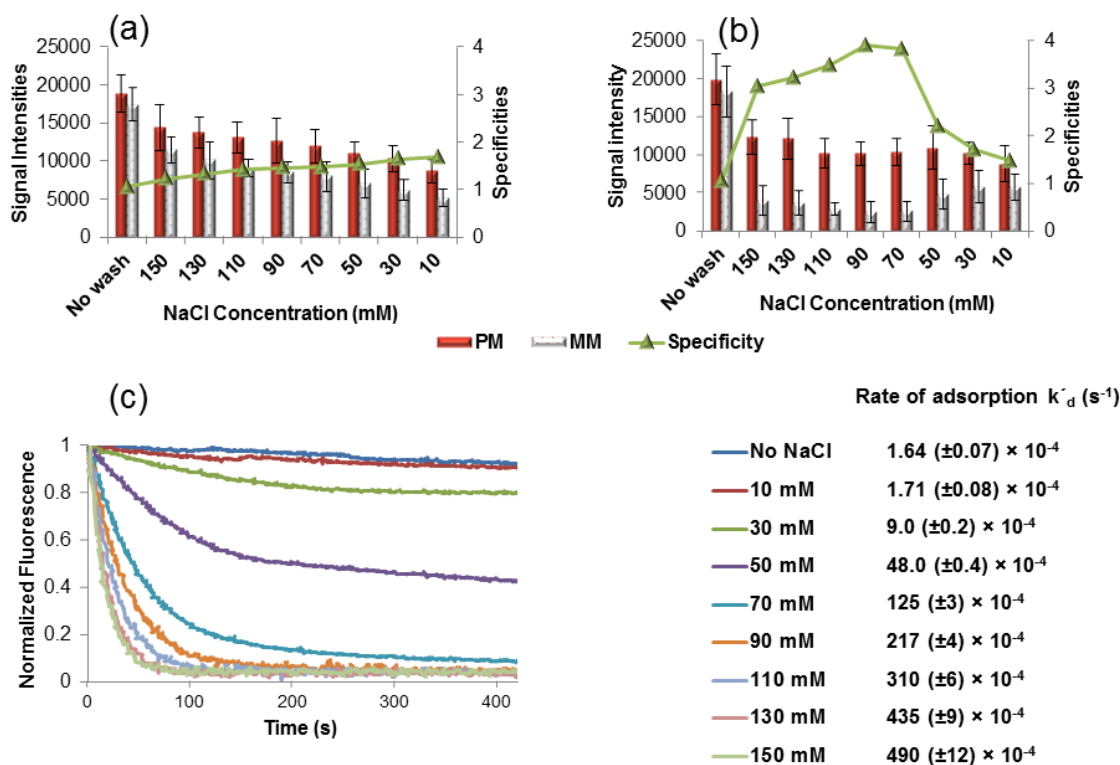 (a)
25000
20000
15000
10000
5000
0
Signal Intensities
4
3
2
1
0
Specificities
No wash 150 130 110 90 70 50 30 10
NaCl Concentration (mM)
(b)
25000
20000
15000
10000
5000
0
Signal intensity
4
3
2
1
0
Specificities
No wash 150 130 110 90 70 50 30 10
NaCl Concentration (mM)
PM MM Specificity
(c)
1
0.8
0.6
0.4
0.2
0
Normalized Fluorescence
0 100 200 300 400
Time (s)
Rate of adsorption k´d (s-1)
No NaCl 1.64 (±0.07) × 10-4
10 mM 1.71 (±0.08) × 10-4
30 mM 9.0 (±0.2) × 10-4
50 mM 48.0 (±0.4) × 10-4
70 mM 125 (±3) × 10-4
90 mM 217 (±4) × 10-4
110 mM 310 (±6) × 10-4
130 mM 435 (±9) × 10-4
150 mM 490 (±12) × 10-4